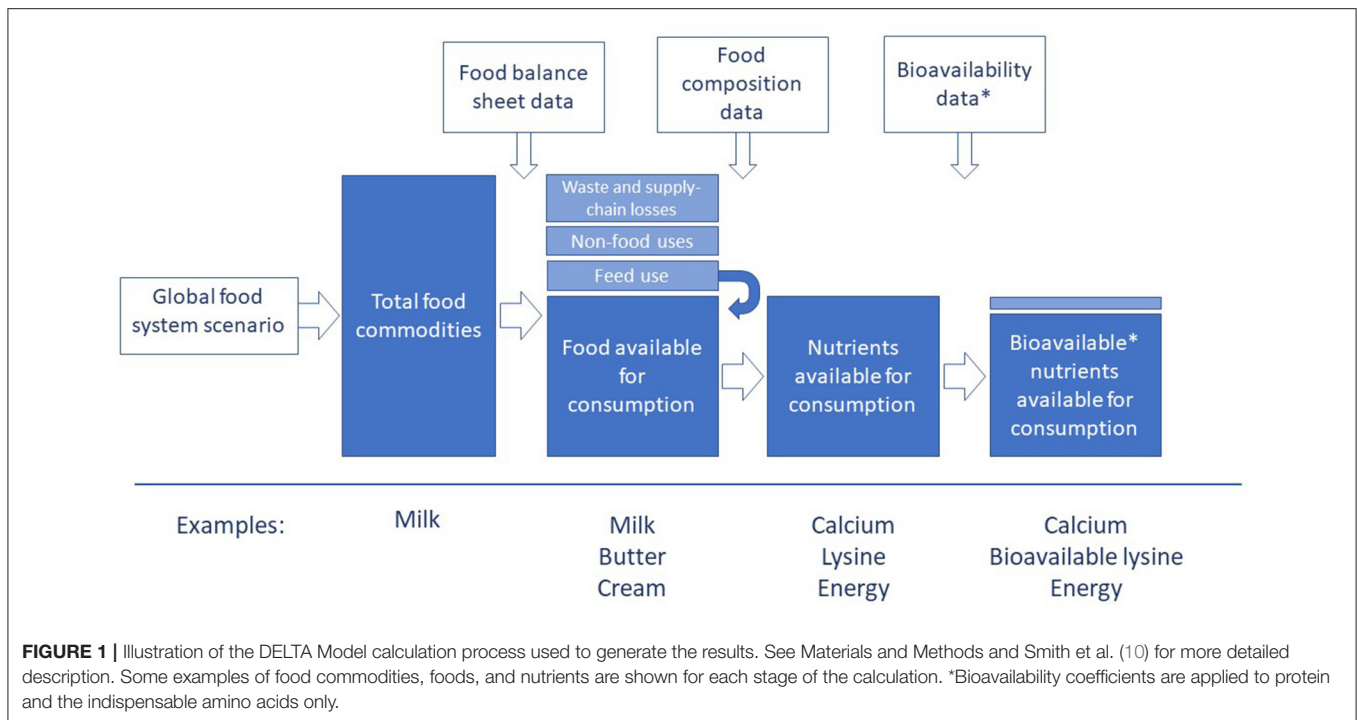 Food balance
sheet data
Food
composition
data
Bioavailability
data*
Global food
system scenario
Total food
commodities
Waste and supply-
chain losses
Non-food uses
Feed use
Food available
for
consumption
Nutrients
available for
consumption
Bioavailable*
nutrients
available for
consumption
Examples:
Milk
Milk
Butter
Cream
Calcium
Lysine
Energy
Calcium
Bioavailable lysine
Energy
FIGURE 1 | Illustration of the DELTA Model calculation process used to generate the results. See Materials and Methods and Smith et al. (10) for more detailed
description. Some examples of food commodities, foods, and nutrients are shown for each stage of the calculation. *Bioavailability coefficients are applied to protein
and the indispensable amino acids only.